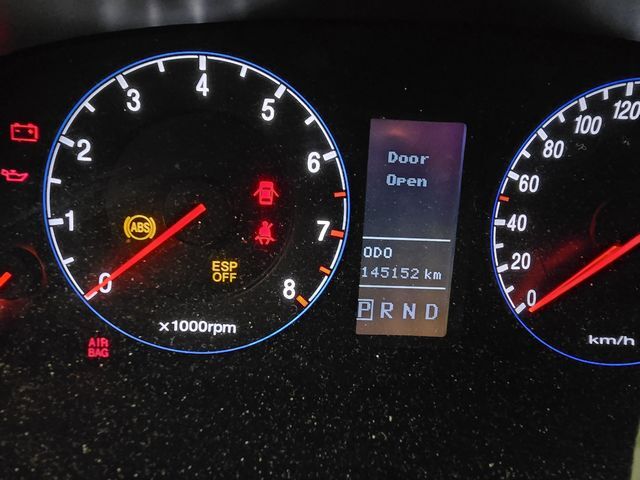 0
1
2
3
4
5
6
7
8
x1000rpm
ABS
ESP
OFF
AIR
BAG
Door
Open
ODO
145152 km
P R N D
0
20
40
60
80
100
120
km/h